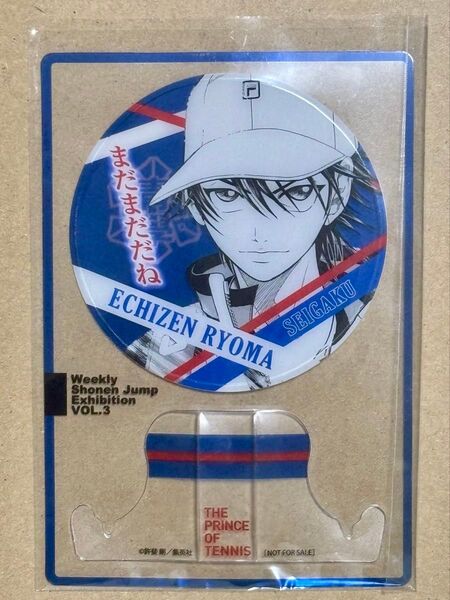 まだまだだね
ECHIZEN RYOMA
SEIGAKU
Weekly
Shonen Jump
Exhibition
VOL.3
THE
PRINCE
OF
TENNIS
©許斐 剛／集英社
[NOT FOR SALE]